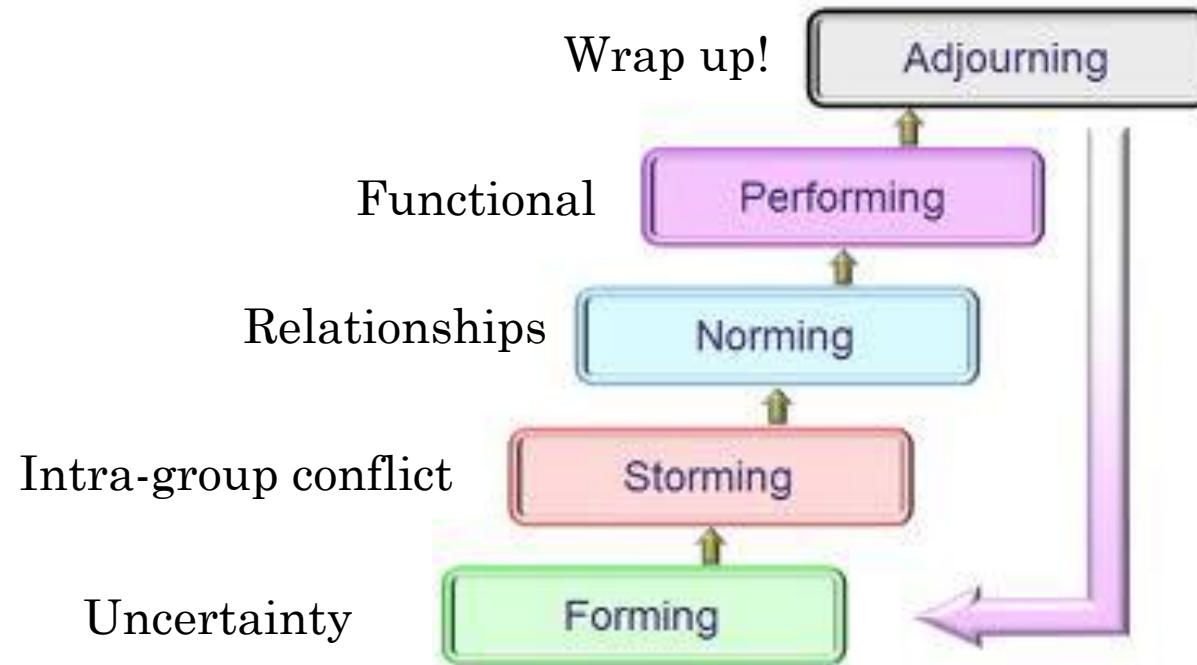 Wrap up!
Adjourning
Functional
Performing
Relationships
Norming
Intra-group conflict
Storming
Uncertainty
Forming